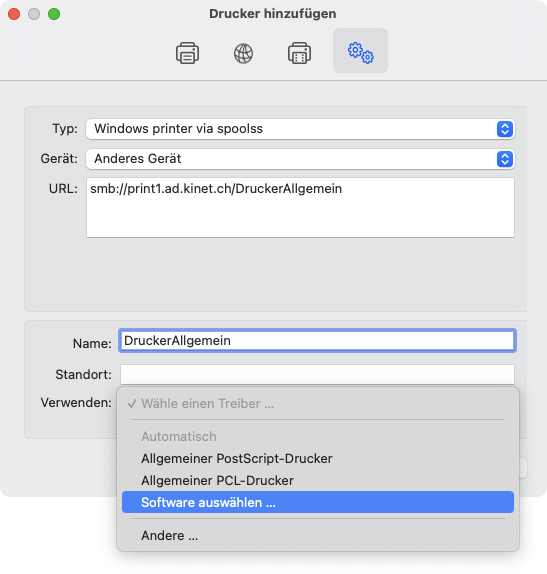 Drucker hinzufügen
Typ: Windows printer via spoolss
Gerät: Anderes Gerät
URL: smb://print1.ad.kinet.ch/DruckerAllgemein
Name: DruckerAllgemein
Standort:
Verwenden: ✓ Wähle einen Treiber ...
Automatisch
Allgemeiner PostScript-Drucker
Allgemeiner PCL-Drucker
Software auswählen ...
Andere ...